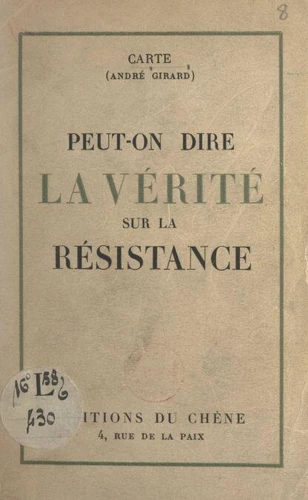 8
CARTE
(ANDRÉ GIRARD)
PEUT-ON DIRE
LA VÉRITÉ
SUR LA
RÉSISTANCE
ITIONS DU CHÊNE
4, RUE DE LA PAIX
430